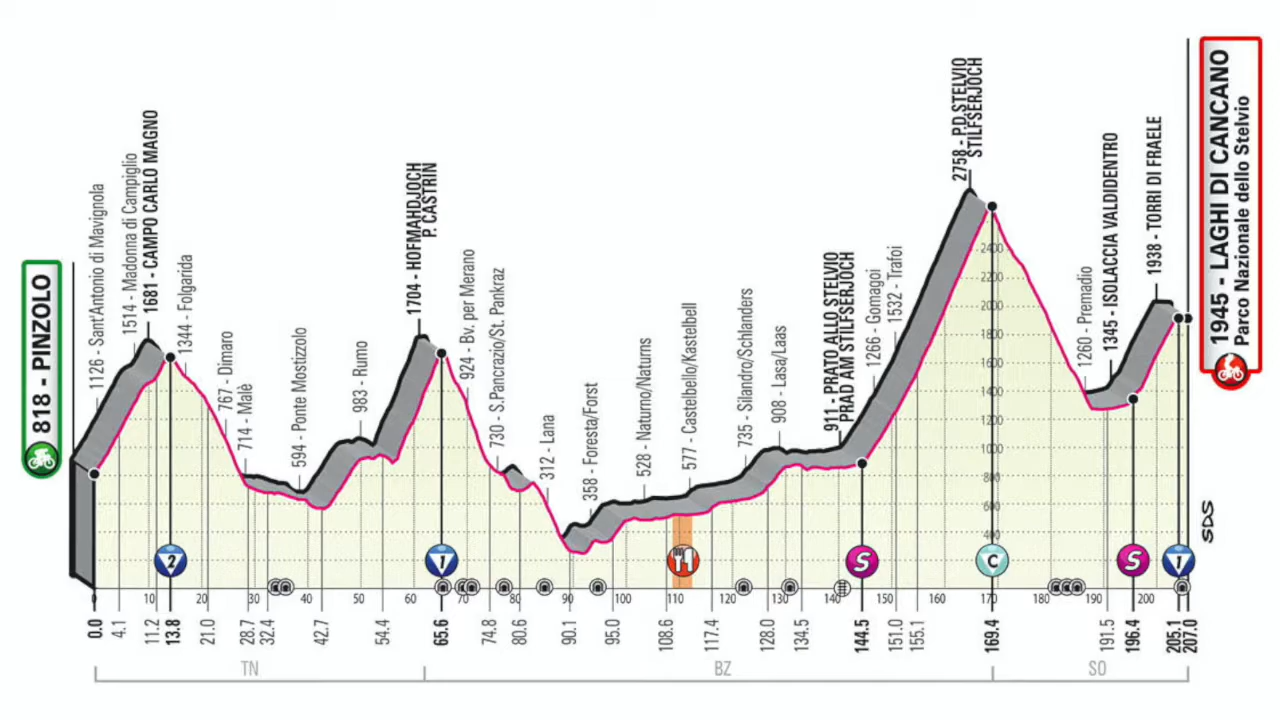 818 - PINZOLO
1126 - Sant'Antonio di Mavignola
1514 - Madonna di Campiglio
1681 - CAMPO CARLO MAGNO
1344 - Folgarida
767 - Dimaro
714 - Malè
594 - Ponte Mostizzolo
983 - Rumo
1704 - HOFMAHDJOCH
P. CASTRIN
924 - Bv. per Merano
730 - S.Pancrazio/St. Pankraz
312 - Lana
358 - Foresta/Forst
528 - Naturno/Naturns
577 - Castelbello/Kastelbell
735 - Silandro/Schlanders
908 - Lasa/Laas
911 - PRATO ALLO STELVIO
PRAD AM STILFSERJOCH
1266 - Gomagoi
1532 - Trafoi
2758 - P.D.STELVIO
STILFSERJOCH
1260 - Premadio
1345 - ISOLACCIA VALDIDENTRO
1938 - TORRI DI FRAELE
1945 - LAGHI DI CANCANO
Parco Nazionale dello Stelvio
2400
2200
2000
1800
1600
1400
1200
1000
800
600
400
SDS
2 1 S C S 1
0 10 20 30 40 50 60 70 80 90 100 110 120 130 140 150 160 170 180 190 200
0.0 4.1 11.2 13.8 21.0 28.7 32.4 42.7 54.4 65.6 74.8 80.6 90.1 95.0 108.6 117.4 128.0 134.5 144.5 151.0 155.1 169.4 191.5 196.4 205.1 207.0
TN BZ SO